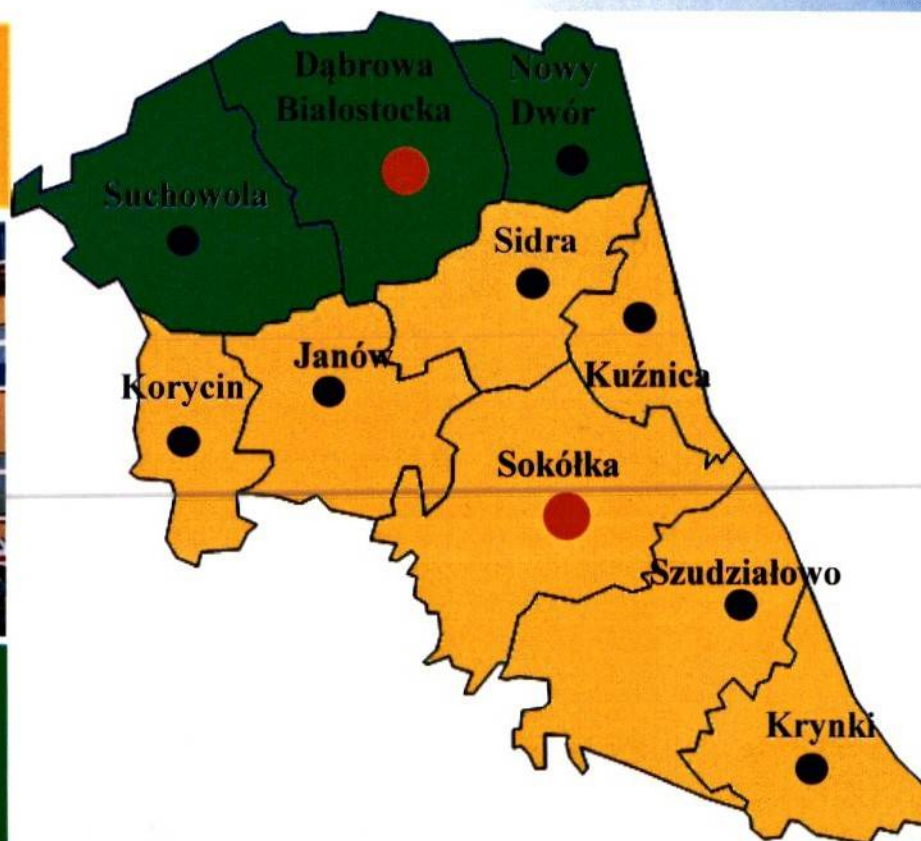 Dąbrowa
Białostocka
Nowy
Dwór
Suchowola
Sidra
Janów
Kuźnica
Korycin
Sokółka
Szudziałowo
Krynki